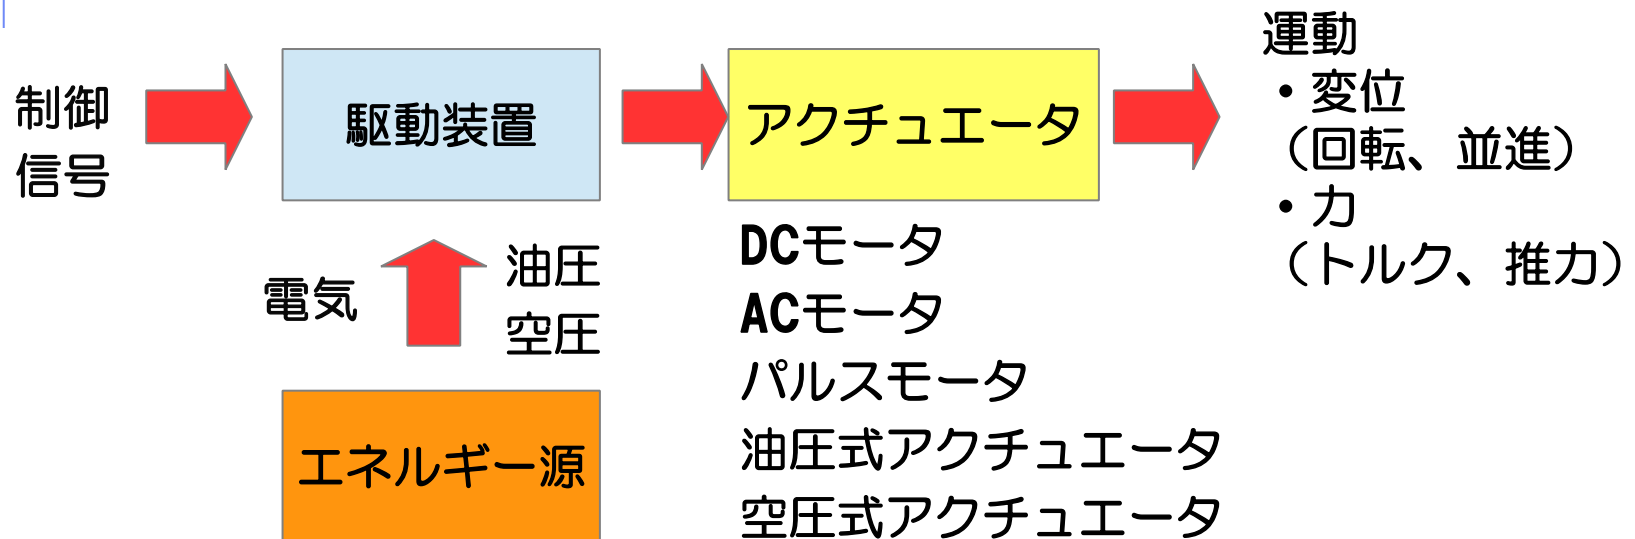 制御
信号
駆動装置
アクチュエータ
運動
・変位
（回転、並進）
・力
（トルク、推力）
電気
油圧
空圧
エネルギー源
DCモータ
ACモータ
パルスモータ
油圧式アクチュエータ
空圧式アクチュエータ